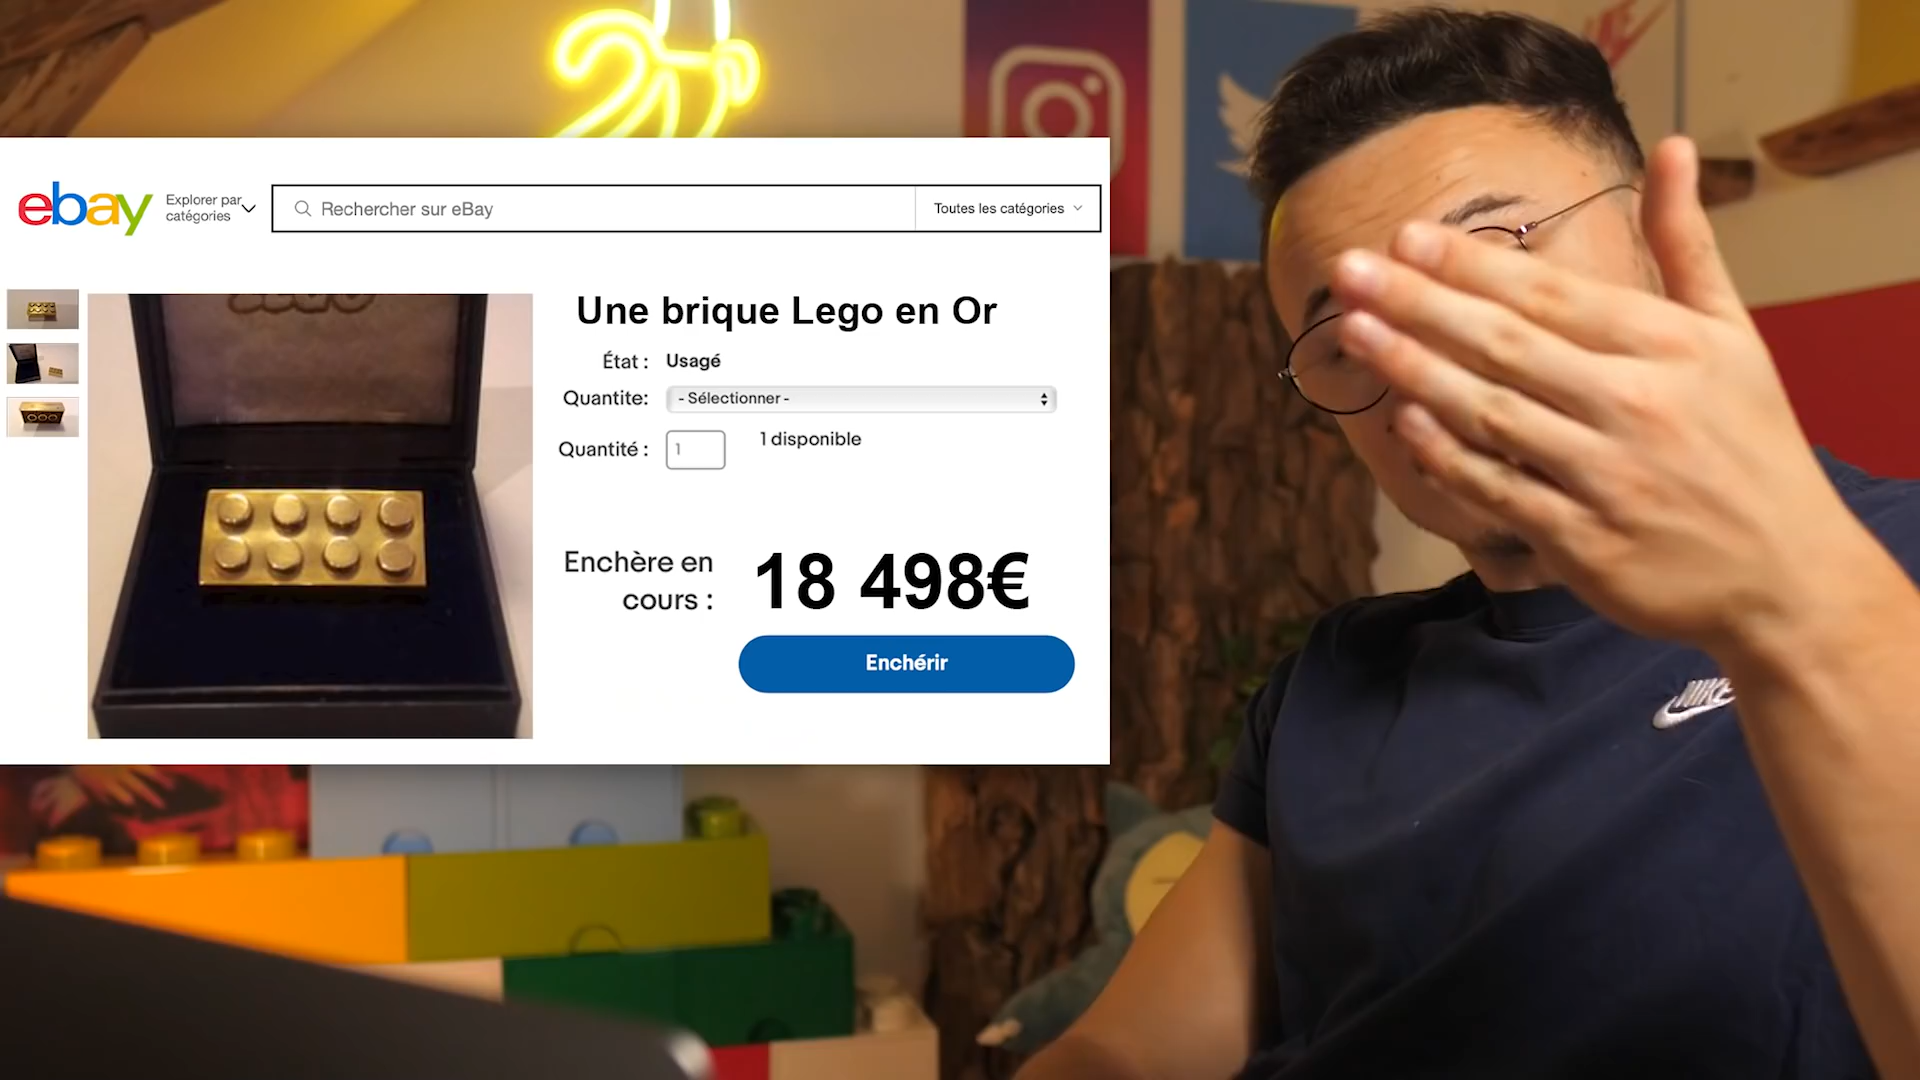 ebay
Explorer par
catégories
Rechercher sur eBay
Toutes les catégories
Une brique Lego en Or
État : Usagé
Quantite: - Sélectionner -
Quantité : 1
1 disponible
Enchère en
cours :
18 498€
Enchérir
NIKE